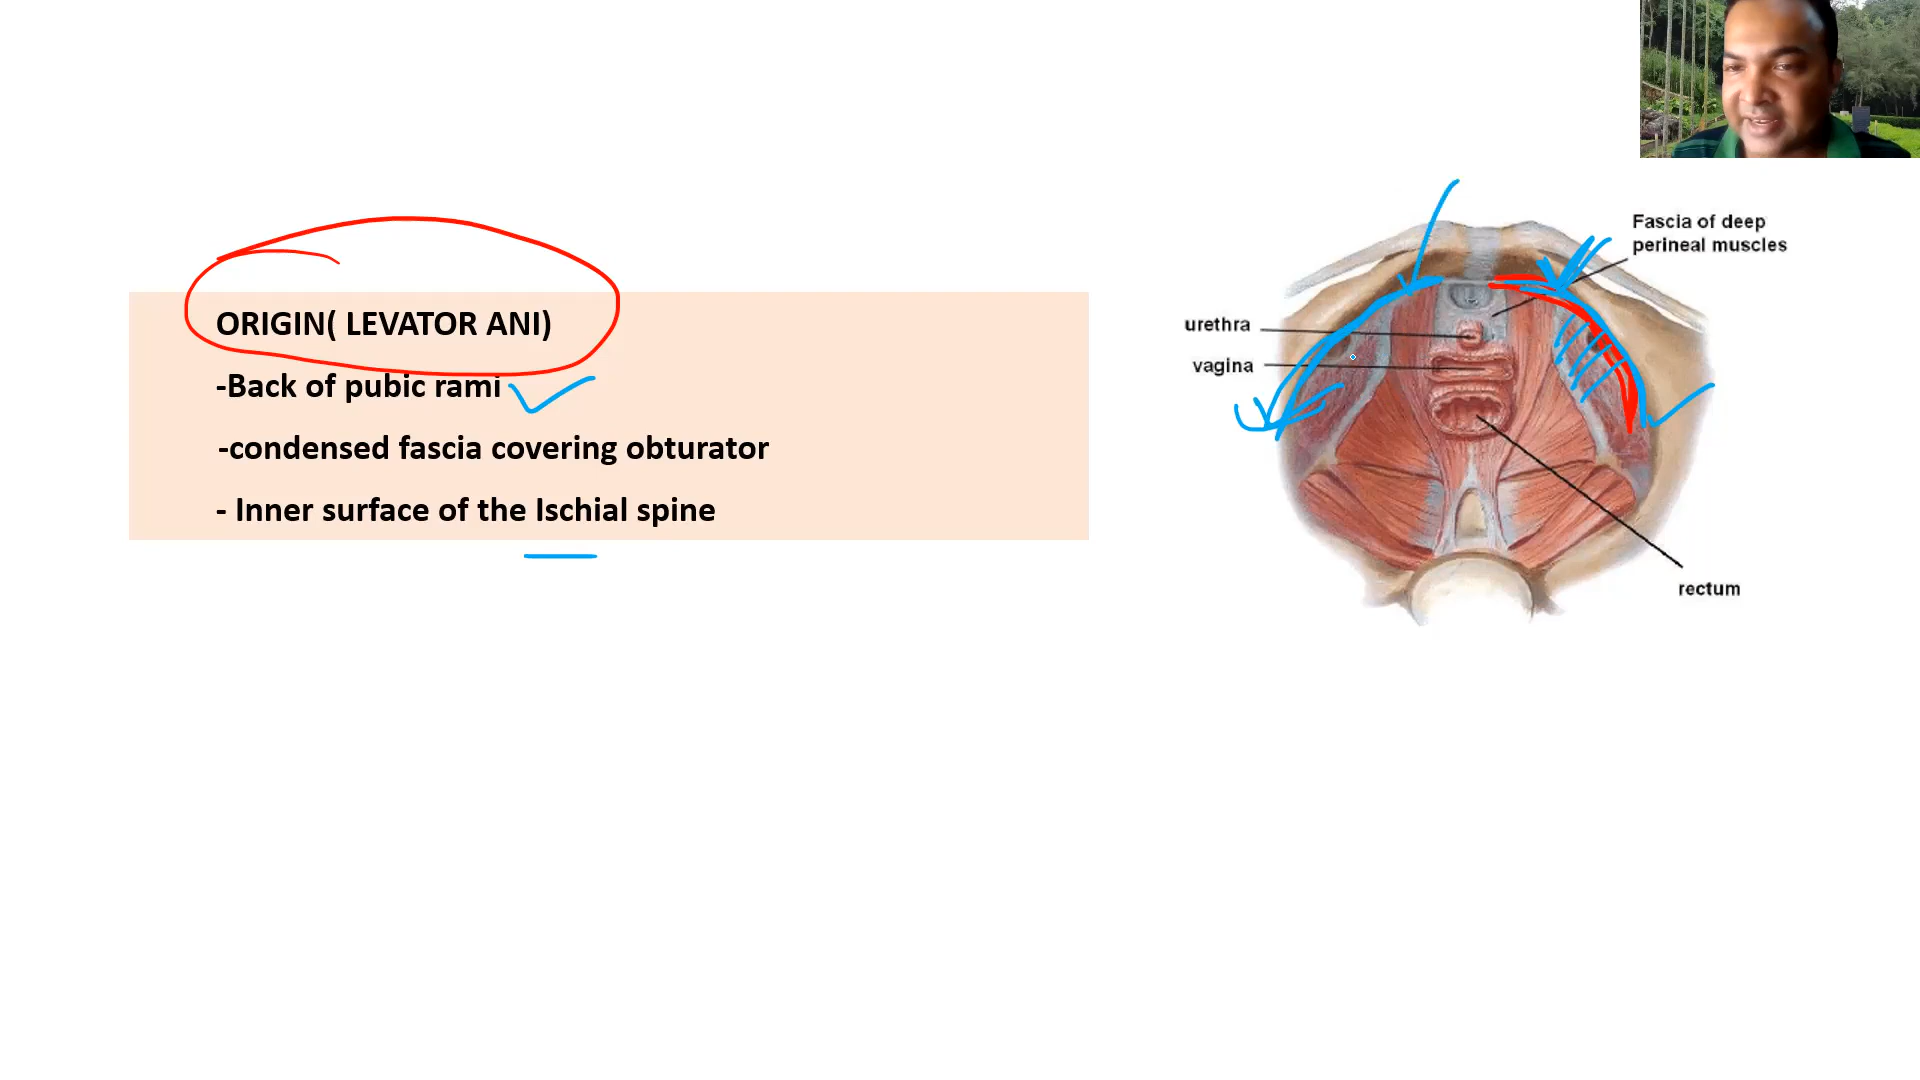 ORIGIN( LEVATOR ANI)
-Back of pubic rami
-condensed fascia covering obturator
- Inner surface of the Ischial spine
Fascia of deep
perineal muscles
urethra
vagina
rectum